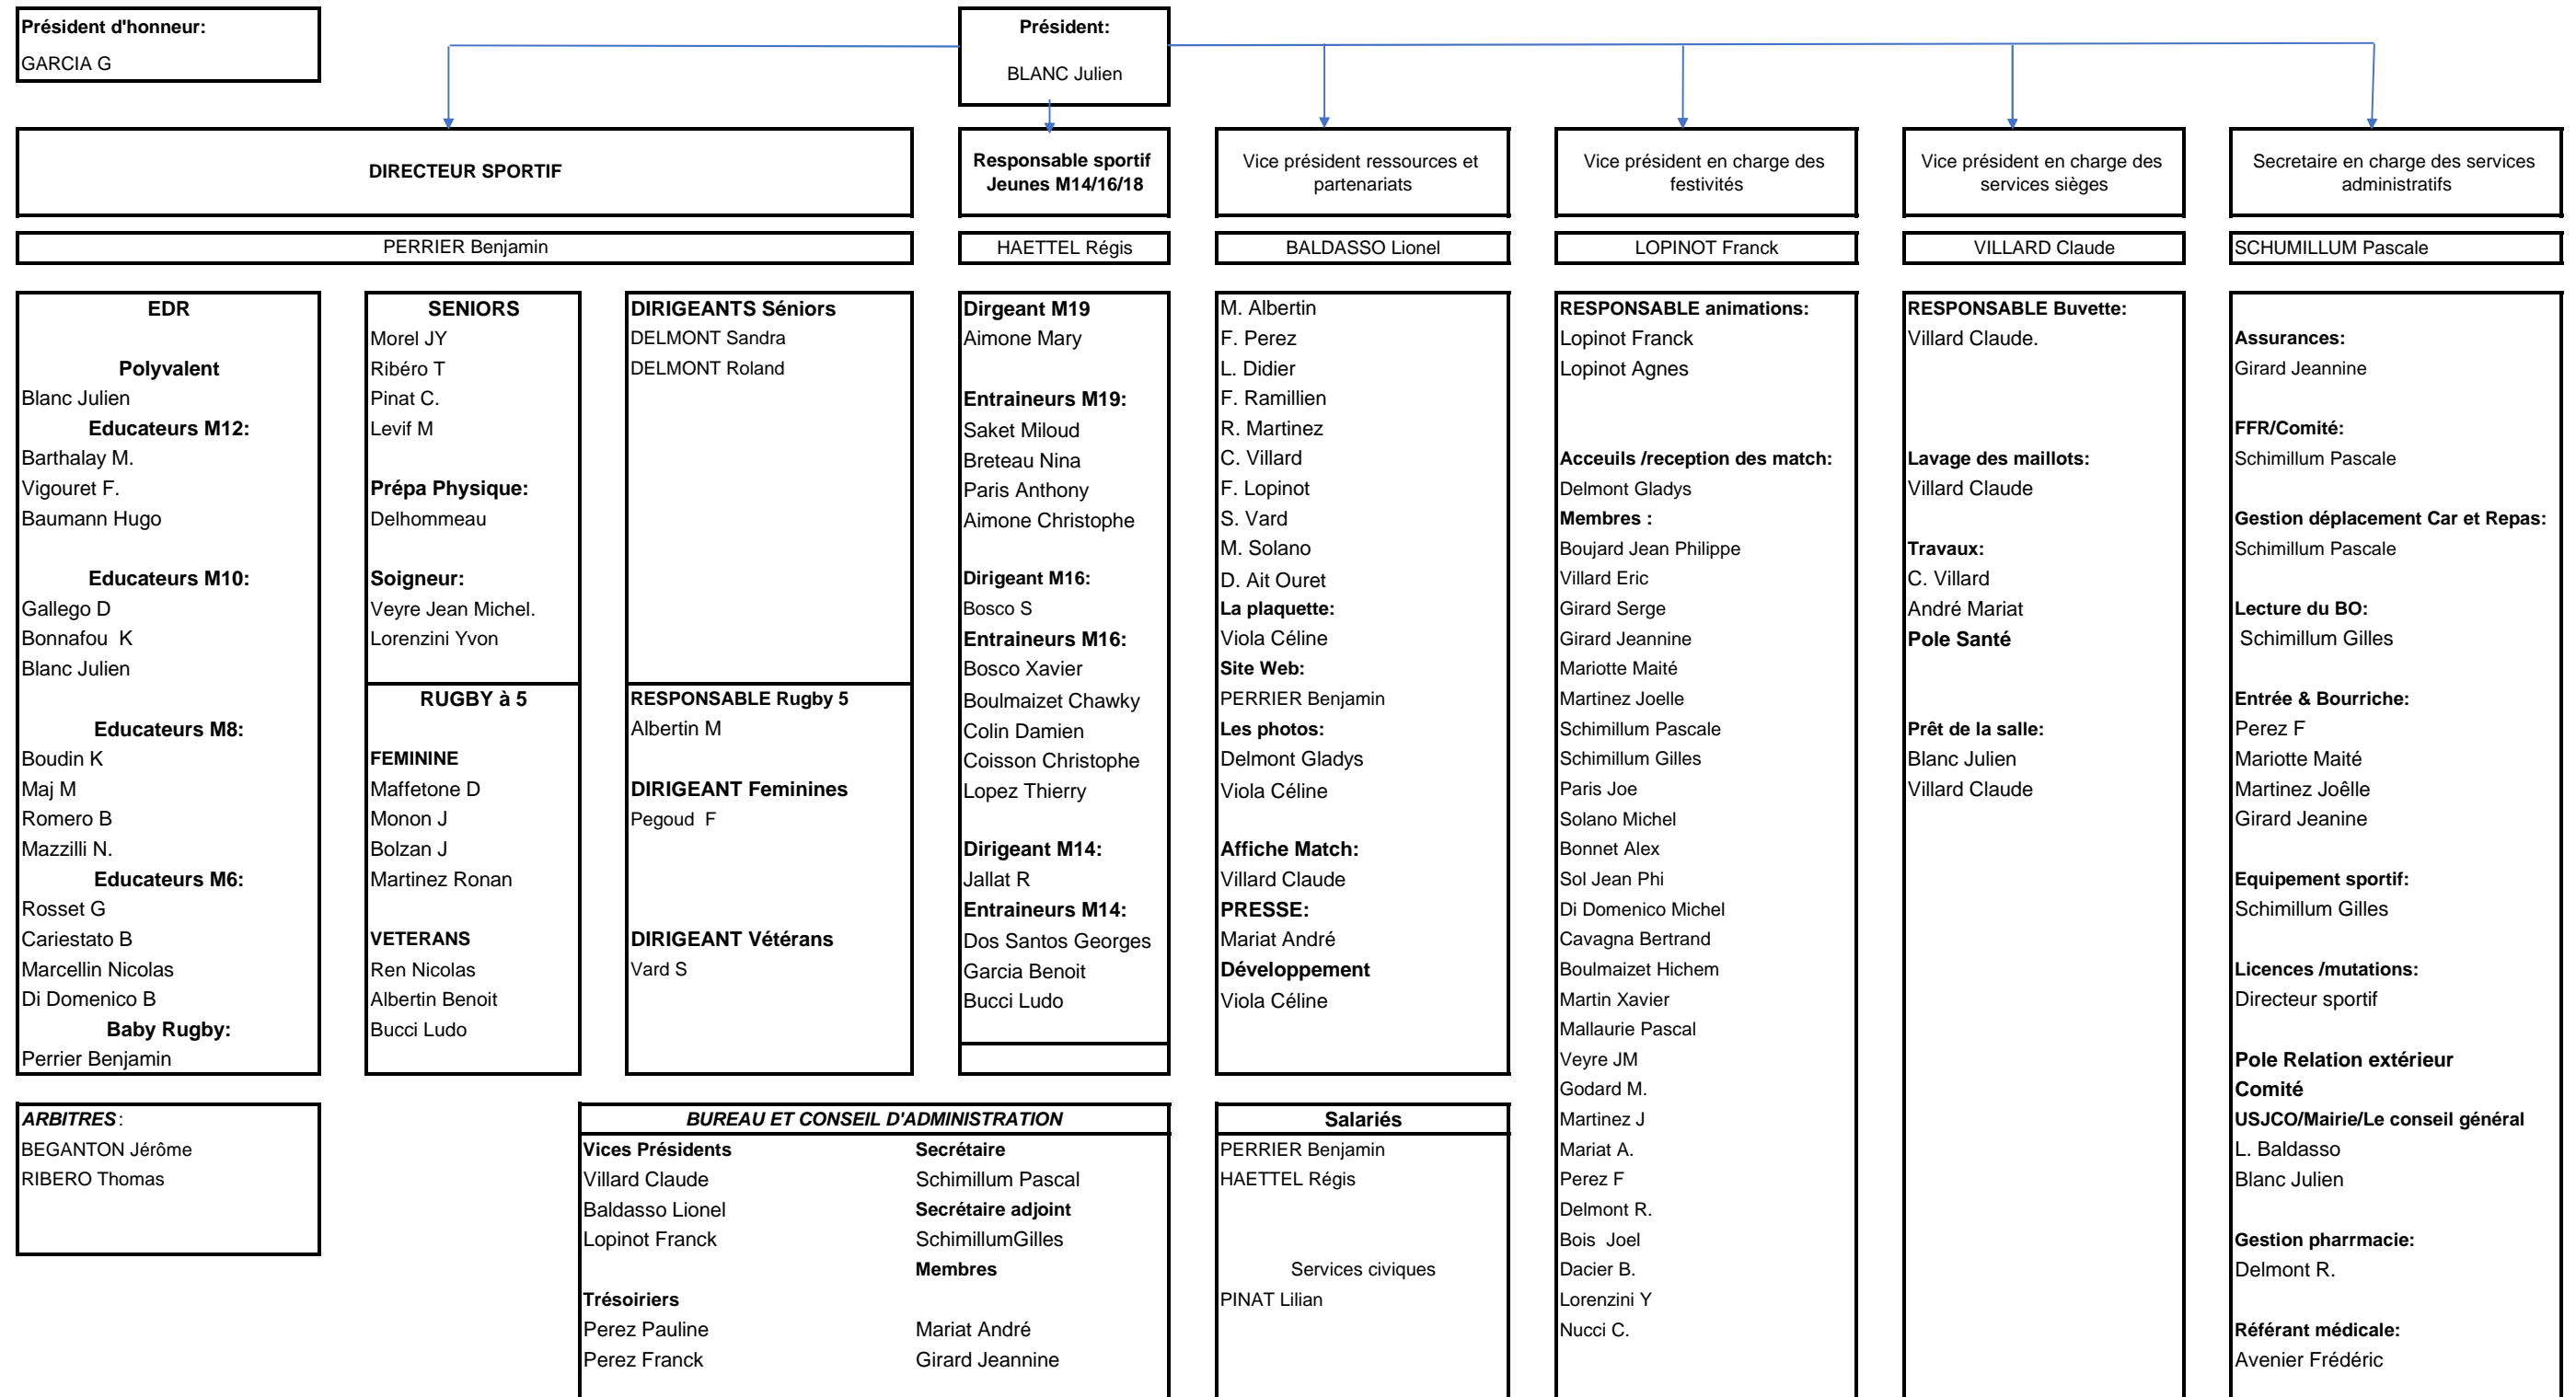 Président d'honneur:
GARCIA G
Président:
BLANC Julien
DIRECTEUR SPORTIF
PERRIER Benjamin
Responsable sportif
Jeunes M14/16/18
HAETTEL Régis
Vice président ressources et
partenariats
BALDASSO Lionel
Vice président en charge des
festivités
LOPINOT Franck
Vice président en charge des
services sièges
VILLARD Claude
Secretaire en charge des services
administratifs
SCHUMILLUM Pascale
EDR
Polyvalent
Blanc Julien
Educateurs M12:
Barthalay M.
Vigouret F.
Baumann Hugo
Educateurs M10:
Gallego D
Bonnafou  K
Blanc Julien
Educateurs M8:
Boudin K
Maj M
Romero B
Mazzilli N.
Educateurs M6:
Rosset G
Cariestato B
Marcellin Nicolas
Di Domenico B
Baby Rugby:
Perrier Benjamin
SENIORS
Morel JY
Ribéro T
Pinat C.
Levif M
Prépa Physique:
Delhommeau
Soigneur:
Veyre Jean Michel.
Lorenzini Yvon
RUGBY à 5
FEMININE
Maffetone D
Monon J
Bolzan J
Martinez Ronan
VETERANS
Ren Nicolas
Albertin Benoit
Bucci Ludo
DIRIGEANTS Séniors
DELMONT Sandra
DELMONT Roland
RESPONSABLE Rugby 5
Albertin M
DIRIGEANT Feminines
Pegoud  F
DIRIGEANT Vétérans
Vard S
Dirgeant M19
Aimone Mary
Entraineurs M19:
Saket Miloud
Breteau Nina
Paris Anthony
Aimone Christophe
Dirigeant M16:
Bosco S
Entraineurs M16:
Bosco Xavier
Boulmaizet Chawky
Colin Damien
Coisson Christophe
Lopez Thierry
Dirigeant M14:
Jallat R
Entraineurs M14:
Dos Santos Georges
Garcia Benoit
Bucci Ludo
M. Albertin
F. Perez
L. Didier
F. Ramillien
R. Martinez
C. Villard
F. Lopinot
S. Vard
M. Solano
D. Ait Ouret
La plaquette:
Viola Céline
Site Web:
PERRIER Benjamin
Les photos:
Delmont Gladys
Viola Céline
Affiche Match:
Villard Claude
PRESSE:
Mariat André
Développement
Viola Céline
RESPONSABLE animations:
Lopinot Franck
Lopinot Agnes
Acceuils /reception des match:
Delmont Gladys
Membres :
Boujard Jean Philippe
Villard Eric
Girard Serge
Girard Jeannine
Mariotte Maité
Martinez Joelle
Schimillum Pascale
Schimillum Gilles
Paris Joe
Solano Michel
Bonnet Alex
Sol Jean Phi
Di Domenico Michel
Cavagna Bertrand
Boulmaizet Hichem
Martin Xavier
Mallaurie Pascal
Veyre JM
Godard M.
Martinez J
Mariat A.
Perez F
Delmont R.
Bois  Joel
Dacier B.
Lorenzini Y
Nucci C.
RESPONSABLE Buvette:
Villard Claude.
Lavage des maillots:
Villard Claude
Travaux:
C. Villard
André Mariat
Pole Santé
Prêt de la salle:
Blanc Julien
Villard Claude
Assurances:
Girard Jeannine
FFR/Comité:
Schimillum Pascale
Gestion déplacement Car et Repas:
Schimillum Pascale
Lecture du BO:
Schimillum Gilles
Entrée & Bourriche:
Perez F
Mariotte Maité
Martinez Joêlle
Girard Jeanine
Equipement sportif:
Schimillum Gilles
Licences /mutations:
Directeur sportif
Pole Relation extérieur
Comité
USJCO/Mairie/Le conseil général
L. Baldasso
Blanc Julien
Gestion pharrmacie:
Delmont R.
Référant médicale:
Avenier Frédéric
ARBITRES:
BEGANTON Jérôme
RIBERO Thomas
BUREAU ET CONSEIL D'ADMINISTRATION
Vices Présidents
Villard Claude
Baldasso Lionel
Lopinot Franck
Trésoiriers
Perez Pauline
Perez Franck
Secrétaire
Schimillum Pascal
Secrétaire adjoint
SchimillumGilles
Membres
Mariat André
Girard Jeannine
Salariés
PERRIER Benjamin
HAETTEL Régis
Services civiques
PINAT Lilian